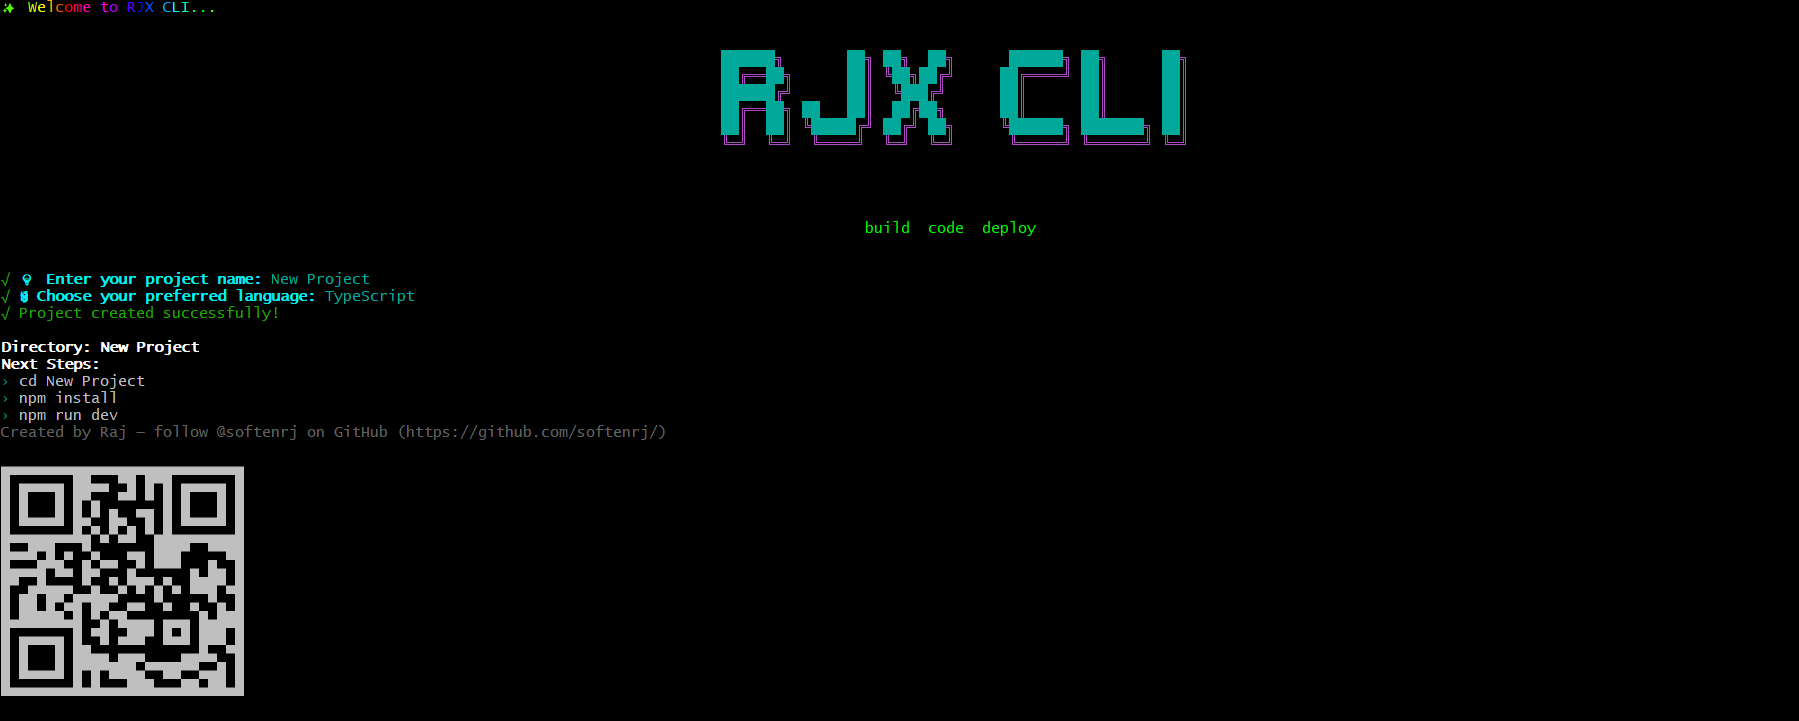 Welcome to RJX CLI...
RJX CLI
build code deploy
√ Enter your project name: New Project
√ Choose your preferred language: TypeScript
√ Project created successfully!
Directory: New Project
Next Steps:
› cd New Project
› npm install
› npm run dev
Created by Raj — follow @softenrj on GitHub (https://github.com/softenrj/)